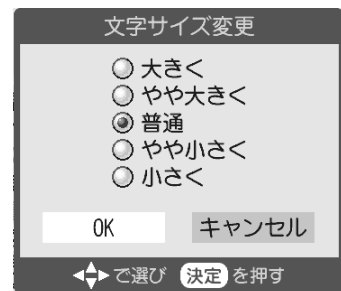 文字サイズ変更
大きく
やや大きく
普通
やや小さく
小さく
OK キャンセル
で選び 決定 を押す